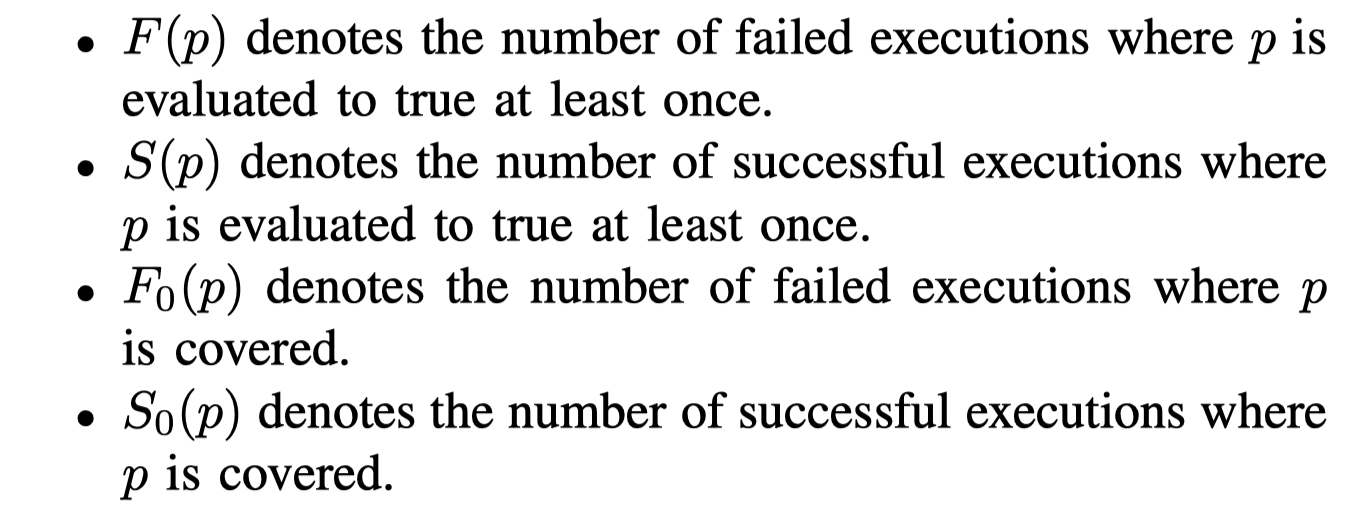 • F(p) denotes the number of failed executions where p is
evaluated to true at least once.
• S(p) denotes the number of successful executions where
p is evaluated to true at least once.
• F₀(p) denotes the number of failed executions where p
is covered.
• S₀(p) denotes the number of successful executions where
p is covered.